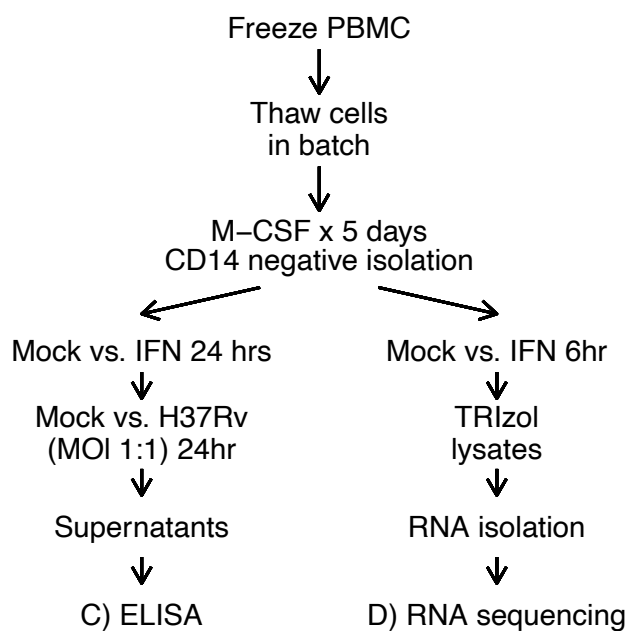 Freeze PBMC
Thaw cells
in batch
M−CSF x 5 days
CD14 negative isolation
Mock vs. IFN 24 hrs
Mock vs. H37Rv
(MOI 1:1) 24hr
Supernatants
C) ELISA
Mock vs. IFN 6hr
TRIzol
lysates
RNA isolation
D) RNA sequencing